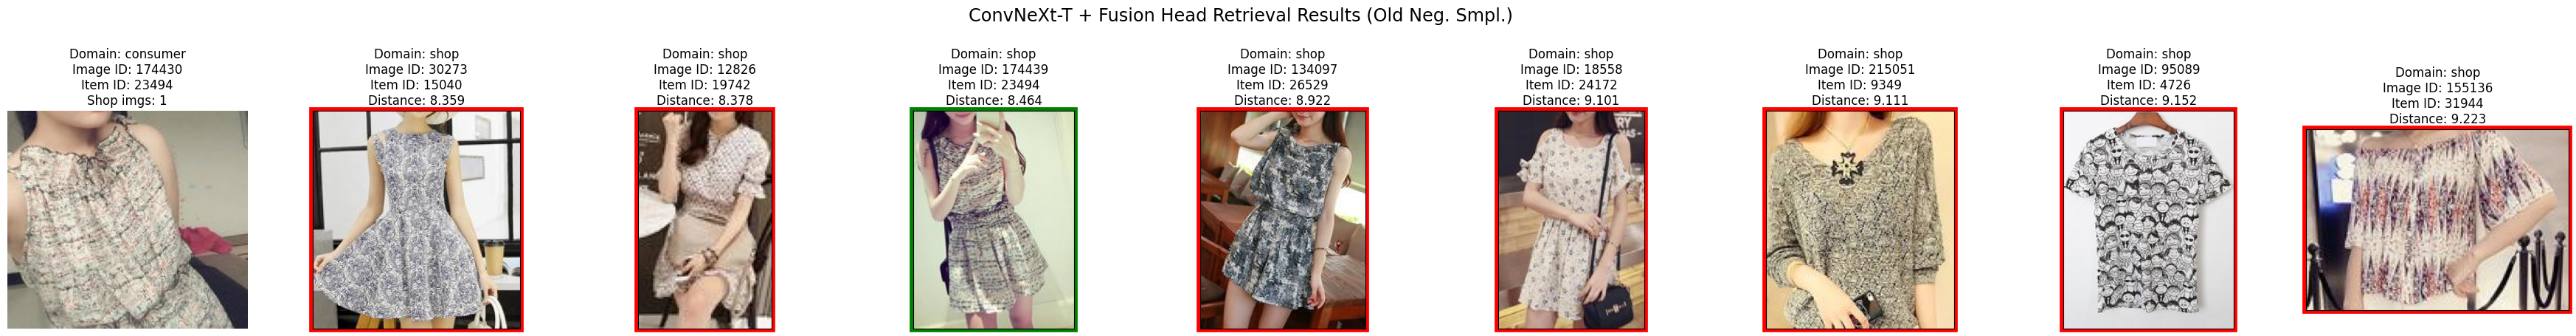 ConvNeXt-T + Fusion Head Retrieval Results (Old Neg. Smpl.)
Domain: consumer
Image ID: 174430
Item ID: 23494
Shop imgs: 1
Domain: shop
Image ID: 30273
Item ID: 15040
Distance: 8.359
Domain: shop
Image ID: 12826
Item ID: 19742
Distance: 8.378
Domain: shop
Image ID: 174439
Item ID: 23494
Distance: 8.464
Domain: shop
Image ID: 134097
Item ID: 26529
Distance: 8.922
Domain: shop
Image ID: 18558
Item ID: 24172
Distance: 9.101
Domain: shop
Image ID: 215051
Item ID: 9349
Distance: 9.111
Domain: shop
Image ID: 95089
Item ID: 4726
Distance: 9.152
Domain: shop
Image ID: 155136
Item ID: 31944
Distance: 9.223